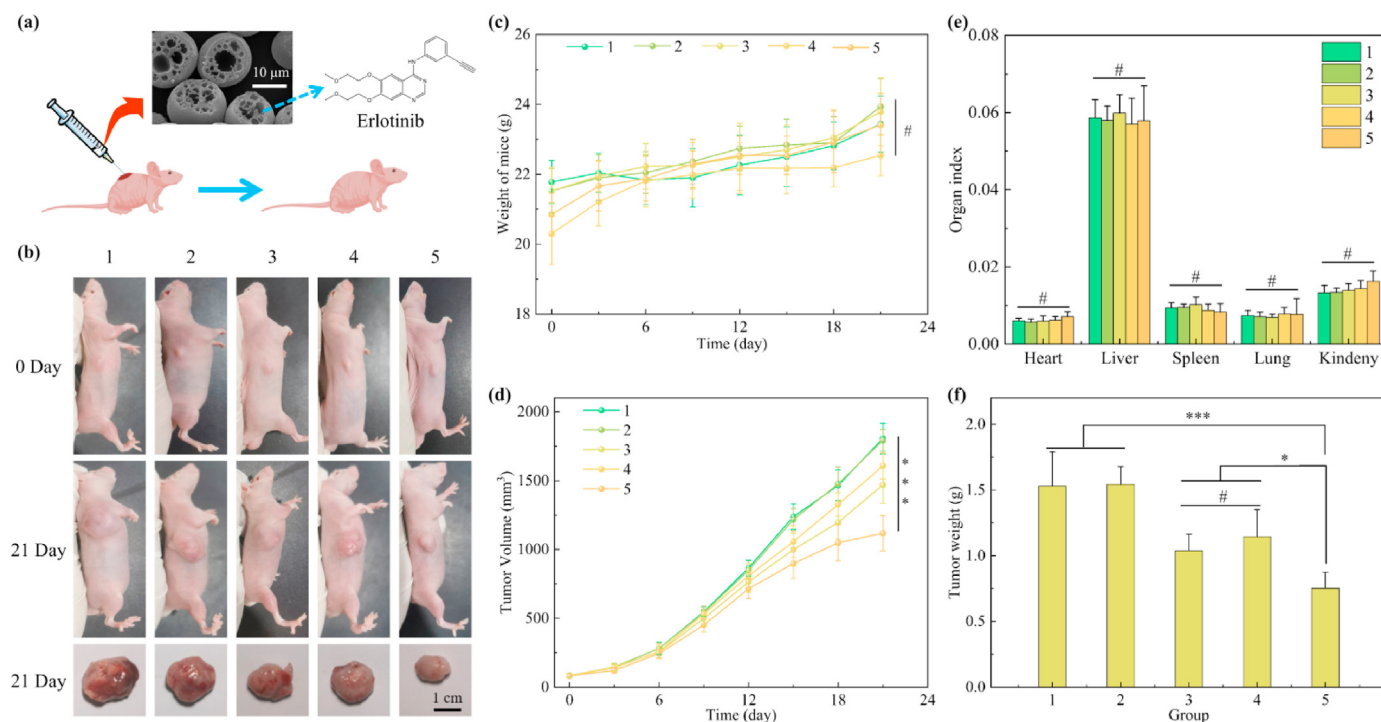 (a)
10 µm
Erlotinib
HN
N
N
O
O
O
O
(b)
1 2 3 4 5
0 Day
21 Day
21 Day
1 cm
(c)
1 2 3 4 5
26
24
22
20
18
Weight of mice (g)
#
0 6 12 18 24
Time (day)
(d)
1
2
3
4
5
2000
1500
1000
500
0
Tumor Volume (mm³)
* * *
0 3 6 9 12 15 18 21 24
Time (day)
(e)
1
2
3
4
5
0.08
0.06
0.04
0.02
0.00
Organ index
# # # # #
Heart Liver Spleen Lung Kindeny
(f)
2.0
1.5
1.0
0.5
0.0
Tumor weight (g)
***
*
#
1 2 3 4 5
Group